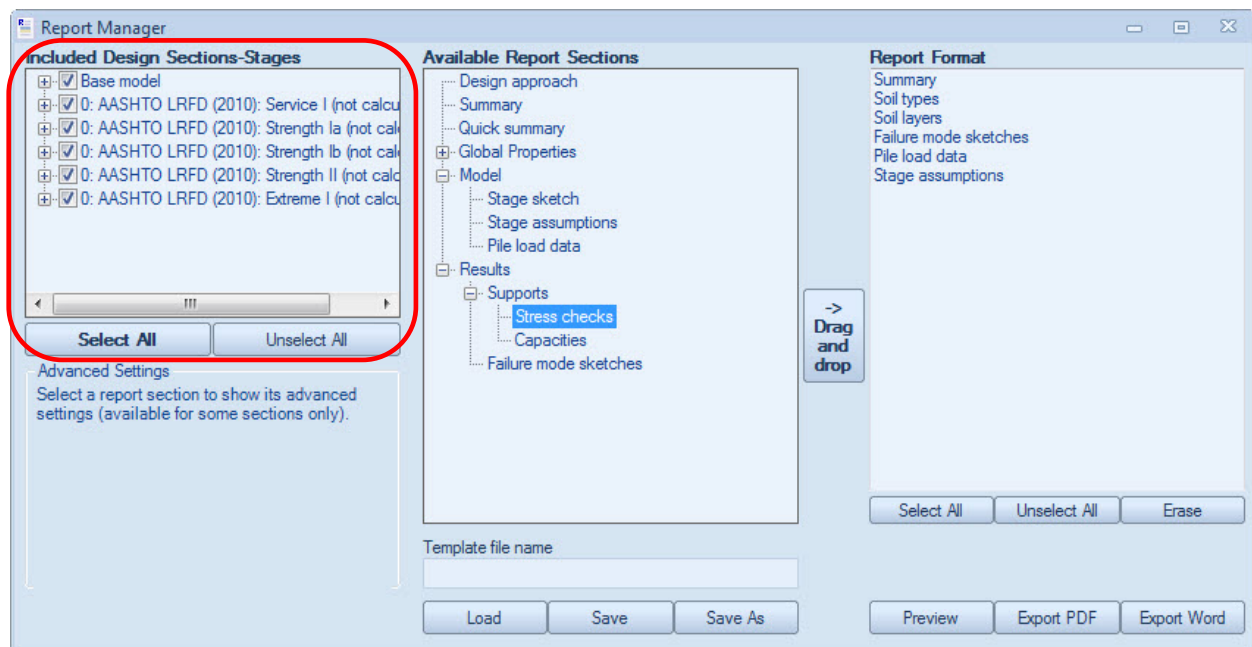 Report Manager
Included Design Sections-Stages
Base model
0: AASHTO LRFD (2010): Service I (not calcu
0: AASHTO LRFD (2010): Strength Ia (not cal
0: AASHTO LRFD (2010): Strength Ib (not cal
0: AASHTO LRFD (2010): Strength II (not calc
0: AASHTO LRFD (2010): Extreme I (not calcu
Select All
Unselect All
Advanced Settings
Select a report section to show its advanced
settings (available for some sections only).
Available Report Sections
Design approach
Summary
Quick summary
Global Properties
Model
Stage sketch
Stage assumptions
Pile load data
Results
Supports
Stress checks
Capacities
Failure mode sketches
Template file name
Load
Save
Save As
->
Drag
and
drop
Report Format
Summary
Soil types
Soil layers
Failure mode sketches
Pile load data
Stage assumptions
Select All
Unselect All
Erase
Preview
Export PDF
Export Word